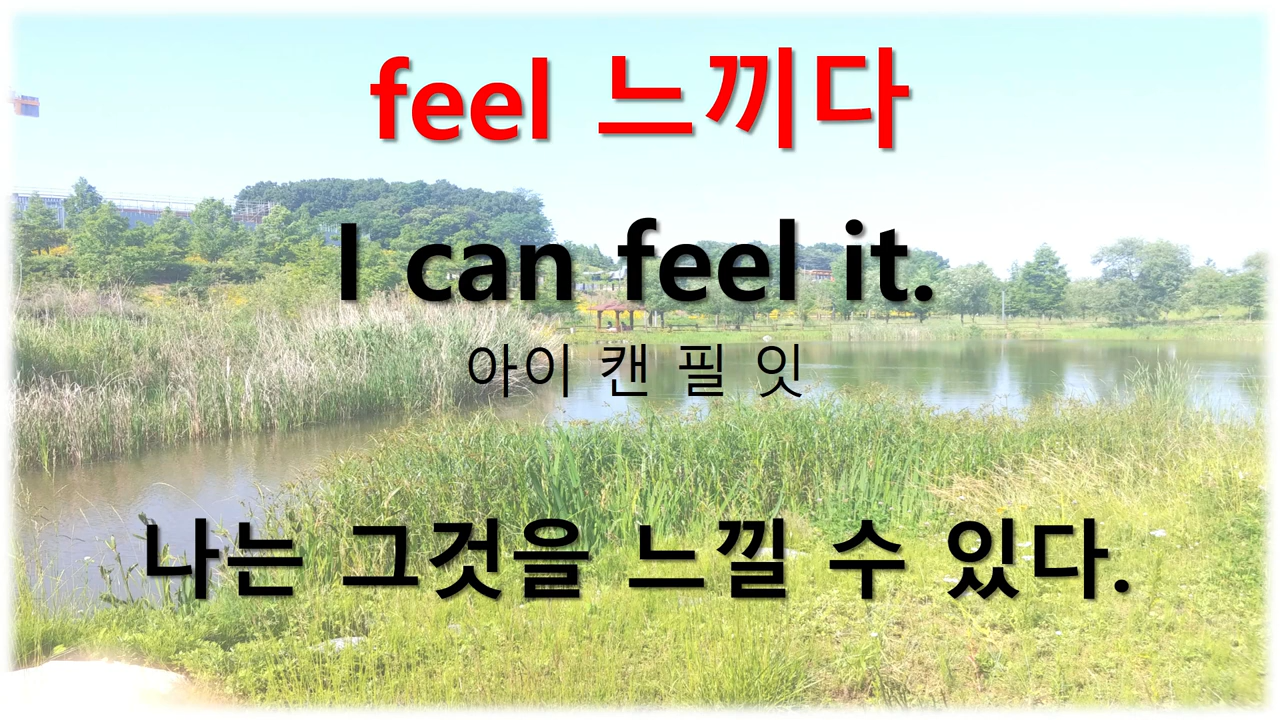 feel 느끼다
I can feel it.
아이 캔 필 잇
나는 그것을 느낄 수 있다.